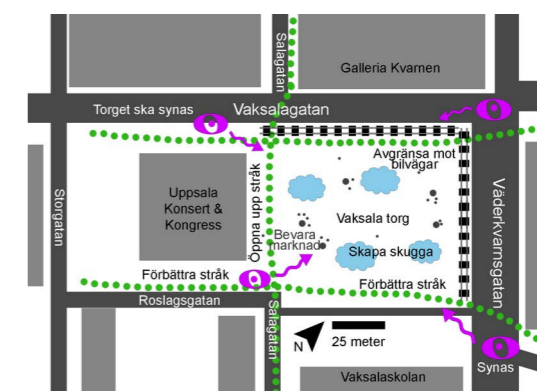 Galleria Kvarnen
Salagatan
Torget ska synas
Vaksalagatan
Avgränsa mot
bilvägar
Uppsala
Konsert &
Kongress
Öppna upp stråk
Storgatan
Väderkvarnsgatan
Vaksala torg
Bevara
marknad
Skapa skugga
Förbättra stråk
Förbättra stråk
Roslagsgatan
Salagatan
N
25 meter
Synas
Vaksalaskolan